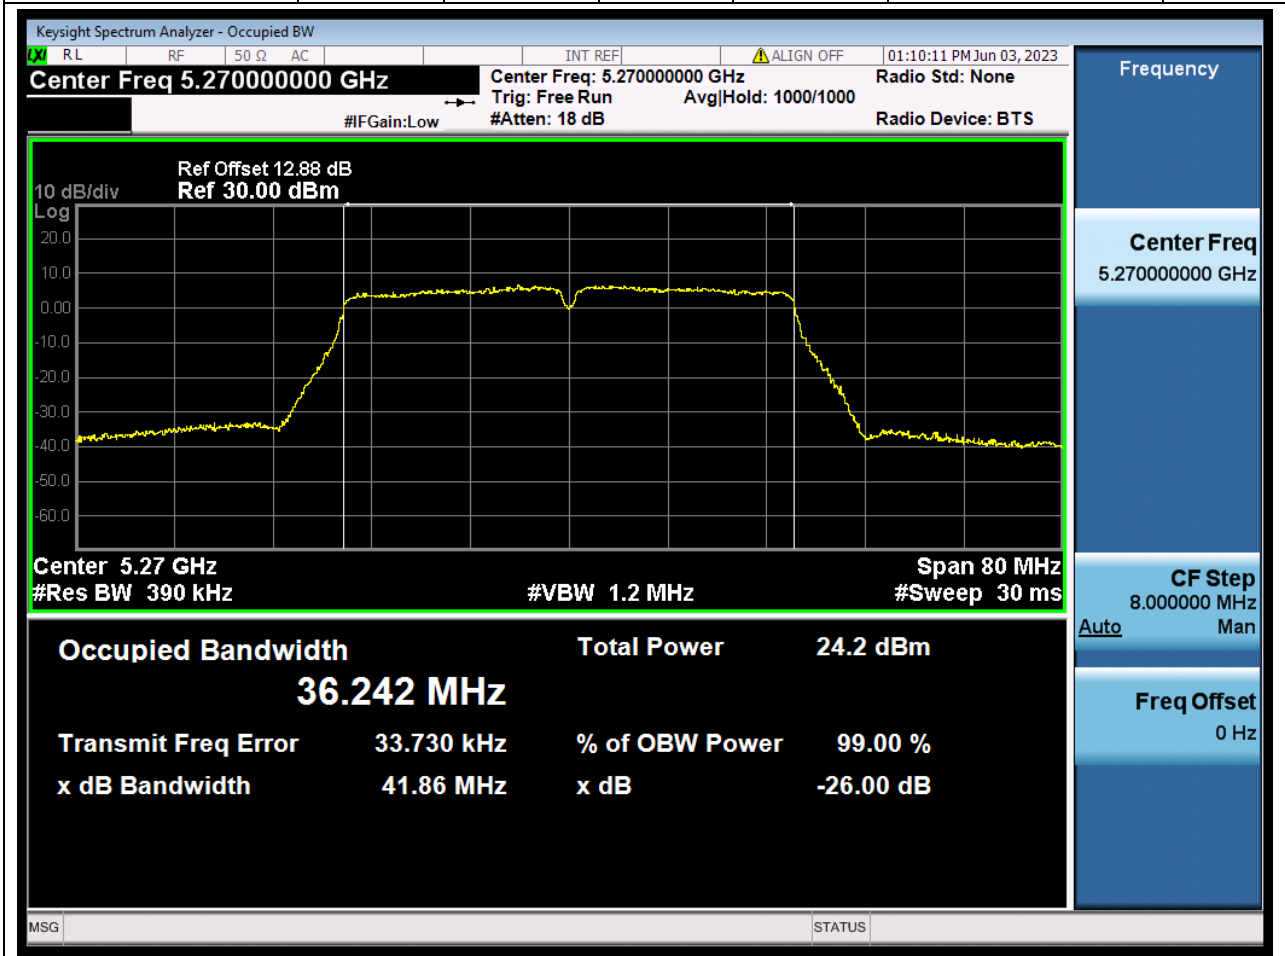 Keysight Spectrum Analyzer - Occupied BW
LXI RL RF 50 Ω AC INT REF ALIGN OFF 01:10:11 PM Jun 03, 2023
Center Freq 5.270000000 GHz
#IFGain:Low
Center Freq: 5.270000000 GHz
Trig: Free Run Avg|Hold: 1000/1000
#Atten: 18 dB
Radio Std: None
Radio Device: BTS
Ref Offset 12.88 dB
10 dB/div Ref 30.00 dBm
Log
20.0
10.0
0.00
-10.0
-20.0
-30.0
-40.0
-50.0
-60.0
Center 5.27 GHz Span 80 MHz
#Res BW 390 kHz #VBW 1.2 MHz #Sweep 30 ms
Occupied Bandwidth Total Power 24.2 dBm
36.242 MHz
Transmit Freq Error 33.730 kHz % of OBW Power 99.00 %
x dB Bandwidth 41.86 MHz x dB -26.00 dB
MSG STATUS
Frequency
Center Freq
5.270000000 GHz
CF Step
8.000000 MHz
Auto Man
Freq Offset
0 Hz